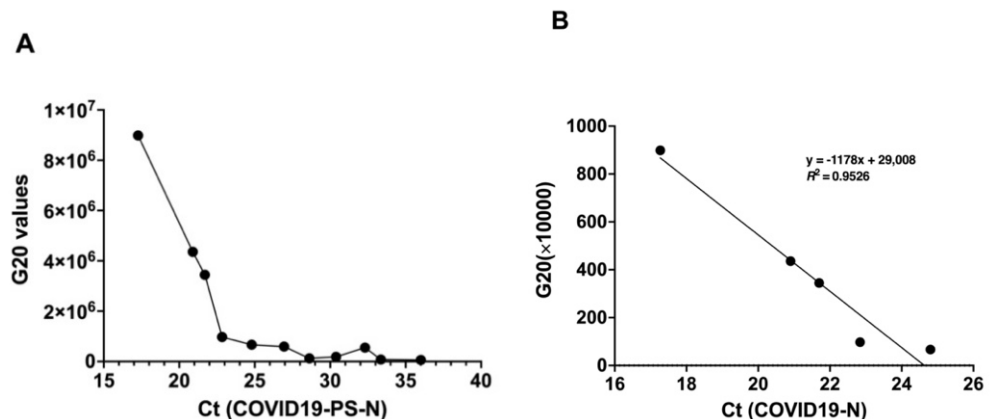 A
B
1×10⁷
8×10⁶
6×10⁶
4×10⁶
2×10⁶
0
G20 values
15 20 25 30 35 40
Ct (COVID19-PS-N)
1000
800
600
400
200
0
G20(×10000)
y = -1178x + 29,008
R² = 0.9526
16 18 20 22 24 26
Ct (COVID19-N)